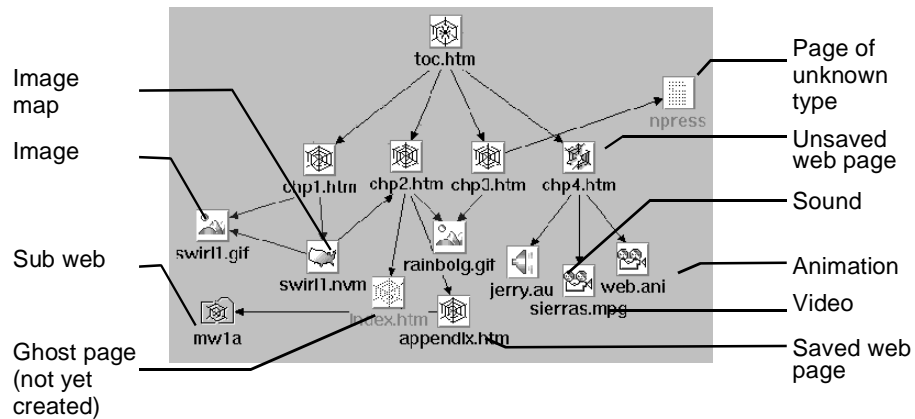 toc.htm
Image
map
Page of
unknown
type
npress
Image
Unsaved
web page
chp1.htm
chp2.htm
chp3.htm
chp4.htm
Sound
swirl1.gif
Sub web
swirl1.nvm
rainbolg.gif
jerry.au
web.ani
Animation
sierras.mpg
Video
index.htm
mw1a
appendix.htm
Ghost page
(not yet
created)
Saved web
page